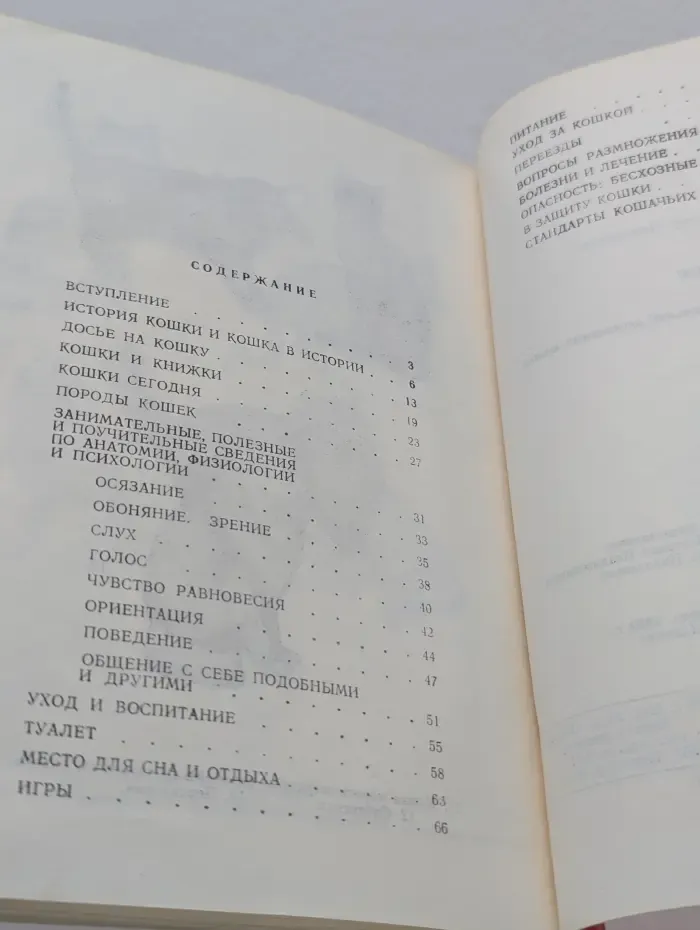 СОДЕРЖАНИЕ
ВСТУПЛЕНИЕ . . . . . . . . 3
ИСТОРИЯ КОШКИ И КОШКА В ИСТОРИИ . . 6
ДОСЬЕ НА КОШКУ . . . . . . . 13
КОШКИ И КНИЖКИ . . . . . . . 19
КОШКИ СЕГОДНЯ . . . . . . . 23
ПОРОДЫ КОШЕК . . . . . . . 27
ЗАНИМАТЕЛЬНЫЕ, ПОЛЕЗНЫЕ
И ПОУЧИТЕЛЬНЫЕ СВЕДЕНИЯ
ПО АНАТОМИИ, ФИЗИОЛОГИИ
И ПСИХОЛОГИИ . . . . . . . 31
ОСЯЗАНИЕ . . . . . . . 33
ОБОНЯНИЕ. ЗРЕНИЕ . . . . . 35
СЛУХ . . . . . . . . 38
ГОЛОС . . . . . . . . 40
ЧУВСТВО РАВНОВЕСИЯ . . . . 42
ОРИЕНТАЦИЯ . . . . . . 44
ПОВЕДЕНИЕ . . . . . . . 47
ОБЩЕНИЕ С СЕБЕ ПОДОБНЫМИ
И ДРУГИМИ . . . . . . . 51
УХОД И ВОСПИТАНИЕ . . . . . . 55
ТУАЛЕТ . . . . . . . . . 58
МЕСТО ДЛЯ СНА И ОТДЫХА . . . . . 63
ИГРЫ . . . . . . . . . . 66
ПИТАНИЕ . . . .
УХОД ЗА КОШКОЙ . .
ПЕРЕЕЗДЫ . . .
ВОПРОСЫ РАЗМНОЖЕНИЯ
БОЛЕЗНИ И ЛЕЧЕНИЕ .
ОПАСНОСТЬ: БЕСХОЗНЫЕ
В ЗАЩИТУ КОШКИ . .
СТАНДАРТЫ КОШАЧЬИХ